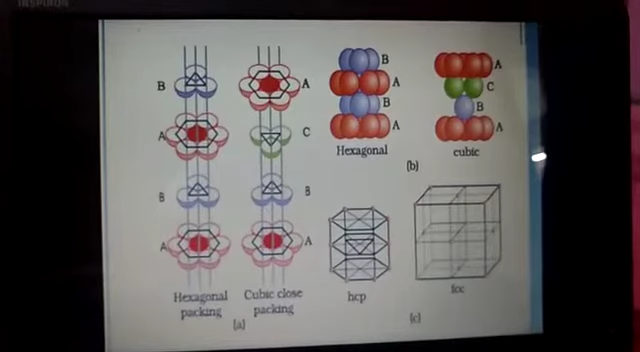 INSPIRON
B
A
B
A
A
C
B
A
Hexagonal
packing
Cubic close
packing
(a)
B
A
B
A
Hexagonal
A
C
B
A
cubic
(b)
hcp
fcc
(c)